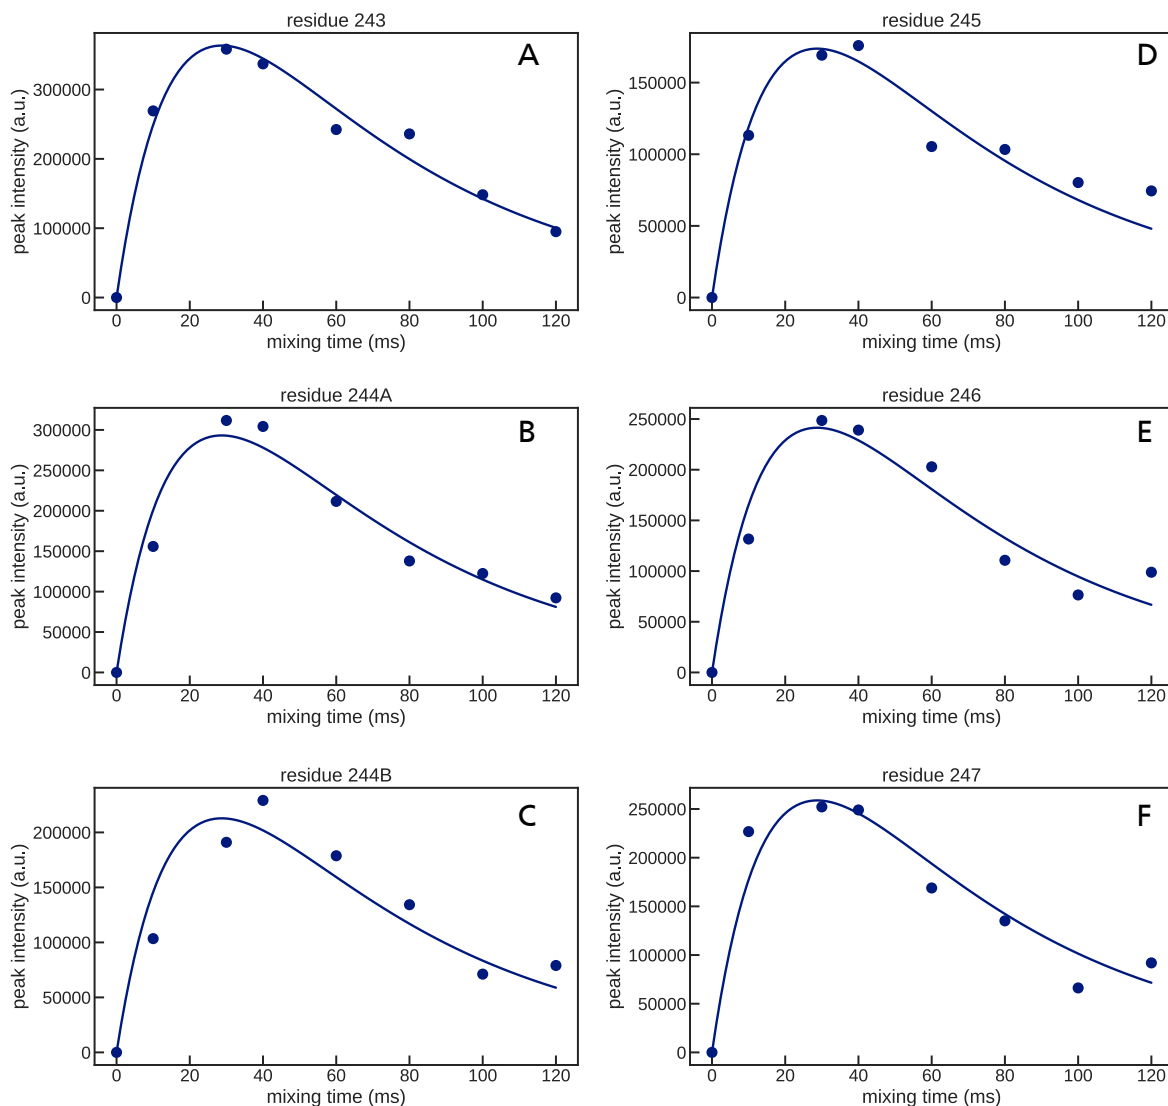 residue 243
A
peak intensity (a.u.)
300000
200000
100000
0
0 20 40 60 80 100 120
mixing time (ms)
residue 245
D
peak intensity (a.u.)
150000
100000
50000
0
0 20 40 60 80 100 120
mixing time (ms)
residue 244A
B
peak intensity (a.u.)
300000
250000
200000
150000
100000
50000
0
0 20 40 60 80 100 120
mixing time (ms)
residue 246
E
peak intensity (a.u.)
250000
200000
150000
100000
50000
0
0 20 40 60 80 100 120
mixing time (ms)
residue 244B
C
peak intensity (a.u.)
200000
150000
100000
50000
0
0 20 40 60 80 100 120
mixing time (ms)
residue 247
F
peak intensity (a.u.)
250000
200000
150000
100000
50000
0
0 20 40 60 80 100 120
mixing time (ms)